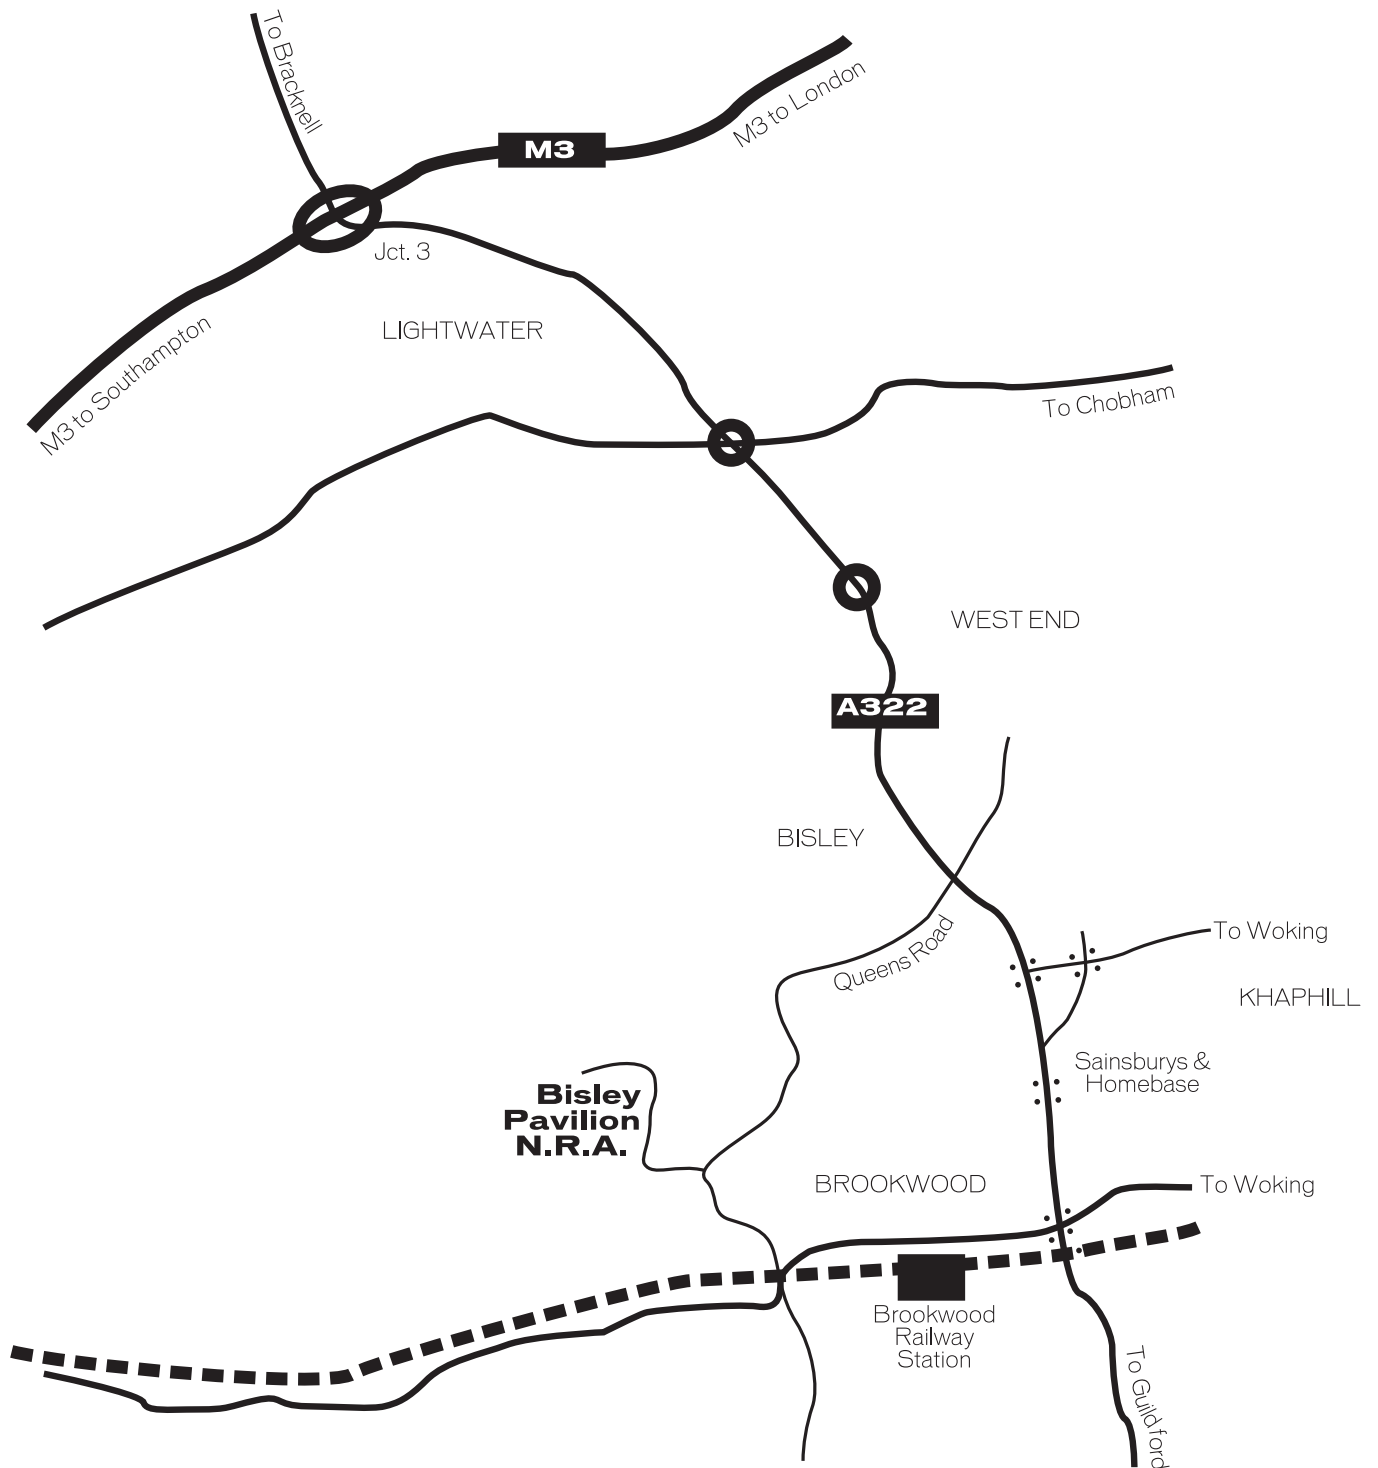 To Bracknell
M3 to London
M3
Jct. 3
LIGHTWATER
M3 to Southampton
To Chobham
WEST END
A322
BISLEY
Queens Road
To Woking
KHAPHILL
Sainsburys &
Homebase
Bisley
Pavilion
N.R.A.
BROOKWOOD
To Woking
Brookwood
Railway
Station
To Guildford